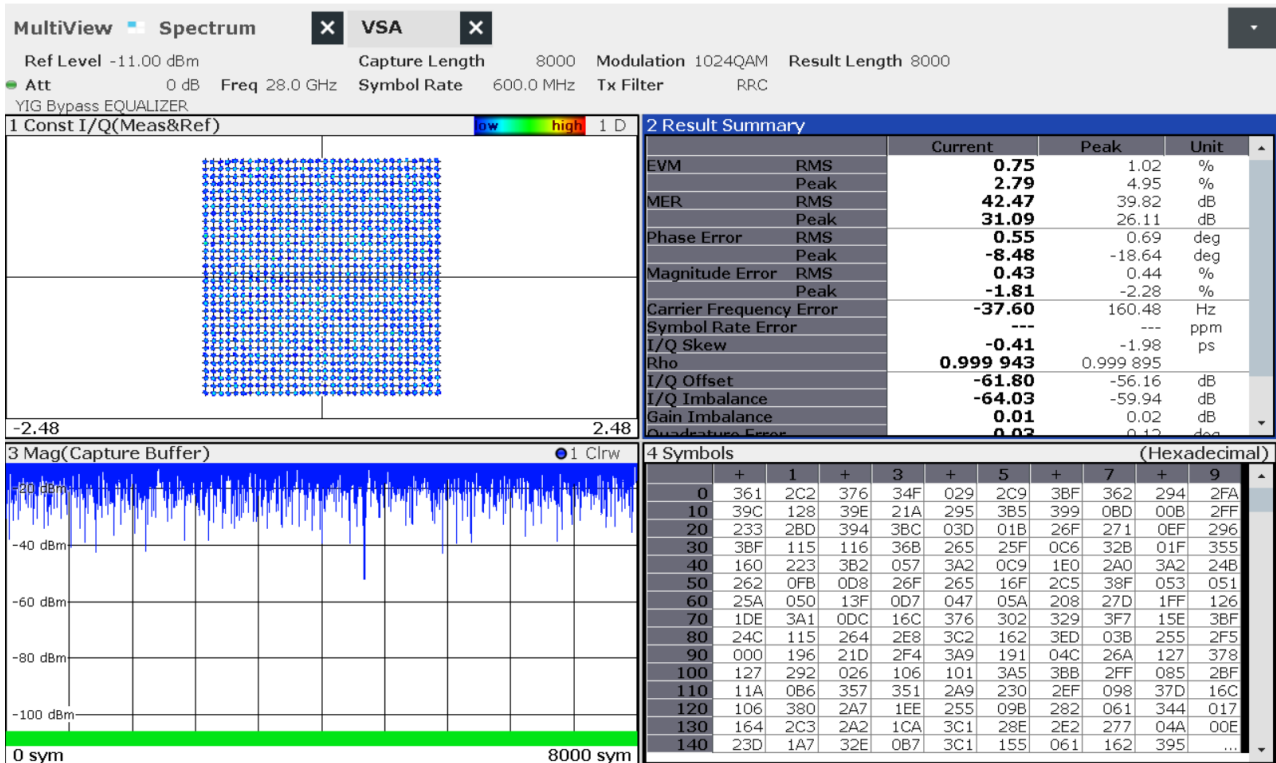 MultiView Spectrum ✕ VSA ✕
Ref Level -11.00 dBm Capture Length 8000 Modulation 1024QAM Result Length 8000
Att 0 dB Freq 28.0 GHz Symbol Rate 600.0 MHz Tx Filter RRC
YIG Bypass EQUALIZER
1 Const I/Q(Meas&Ref) low high 1 D
-2.48 2.48
2 Result Summary
Current Peak Unit
EVM RMS 0.75 1.02 %
Peak 2.79 4.95 %
MER RMS 42.47 39.82 dB
Peak 31.09 26.11 dB
Phase Error RMS 0.55 0.69 deg
Peak -8.48 -18.64 deg
Magnitude Error RMS 0.43 0.44 %
Peak -1.81 -2.28 %
Carrier Frequency Error -37.60 160.48 Hz
Symbol Rate Error --- --- ppm
I/Q Skew -0.41 -1.98 ps
Rho 0.999 943 0.999 895
I/Q Offset -61.80 -56.16 dB
I/Q Imbalance -64.03 -59.94 dB
Gain Imbalance 0.01 0.02 dB
Quadrature Error 0.03 0.12 deg
3 Mag(Capture Buffer) 1 Clrw
-20 dBm
-40 dBm
-60 dBm
-80 dBm
-100 dBm
0 sym 8000 sym
4 Symbols (Hexadecimal)
+ 1 + 3 + 5 + 7 + 9
0 361 2C2 376 34F 029 2C9 3BF 362 294 2FA
10 39C 128 39E 21A 295 3B5 399 0BD 00B 2FF
20 233 2BD 394 3BC 03D 01B 26F 271 0EF 296
30 3BF 115 116 36B 265 25F 0C6 32B 01F 355
40 160 223 3B2 057 3A2 0C9 1E0 2A0 3A2 24B
50 262 0FB 0D8 26F 265 16F 2C5 38F 053 051
60 25A 050 13F 0D7 047 05A 208 27D 1FF 126
70 1DE 3A1 0DC 16C 376 302 329 3F7 15E 3BF
80 24C 115 264 2E8 3C2 162 3ED 03B 255 2F5
90 000 196 21D 2F4 3A9 191 04C 26A 127 378
100 127 292 026 106 101 3A5 3BB 2FF 085 2BF
110 11A 0B6 357 351 2A9 230 2EF 098 37D 16C
120 106 380 2A7 1EE 255 09B 282 061 344 017
130 164 2C3 2A2 1CA 3C1 28E 2E2 277 04A 00E
140 23D 1A7 32E 0B7 3C1 155 061 162 395 ...